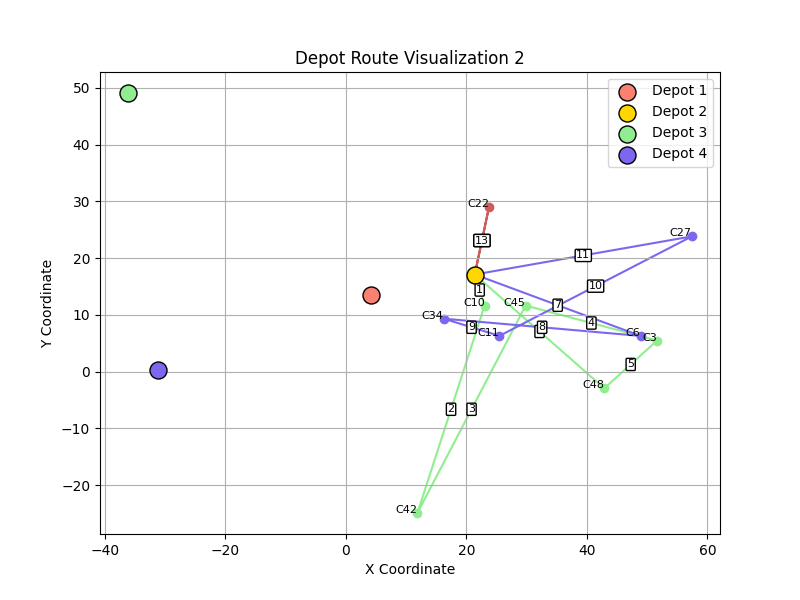 Depot Route Visualization 2
Y Coordinate
50
40
30
20
10
0
−10
−20
−40
−20
0
20
40
60
X Coordinate
Depot 1
Depot 2
Depot 3
Depot 4
C22
13
C27
11
10
1
C10
C45
7
C34
C11
9
8
4
C6
C3
5
C48
2
3
C42